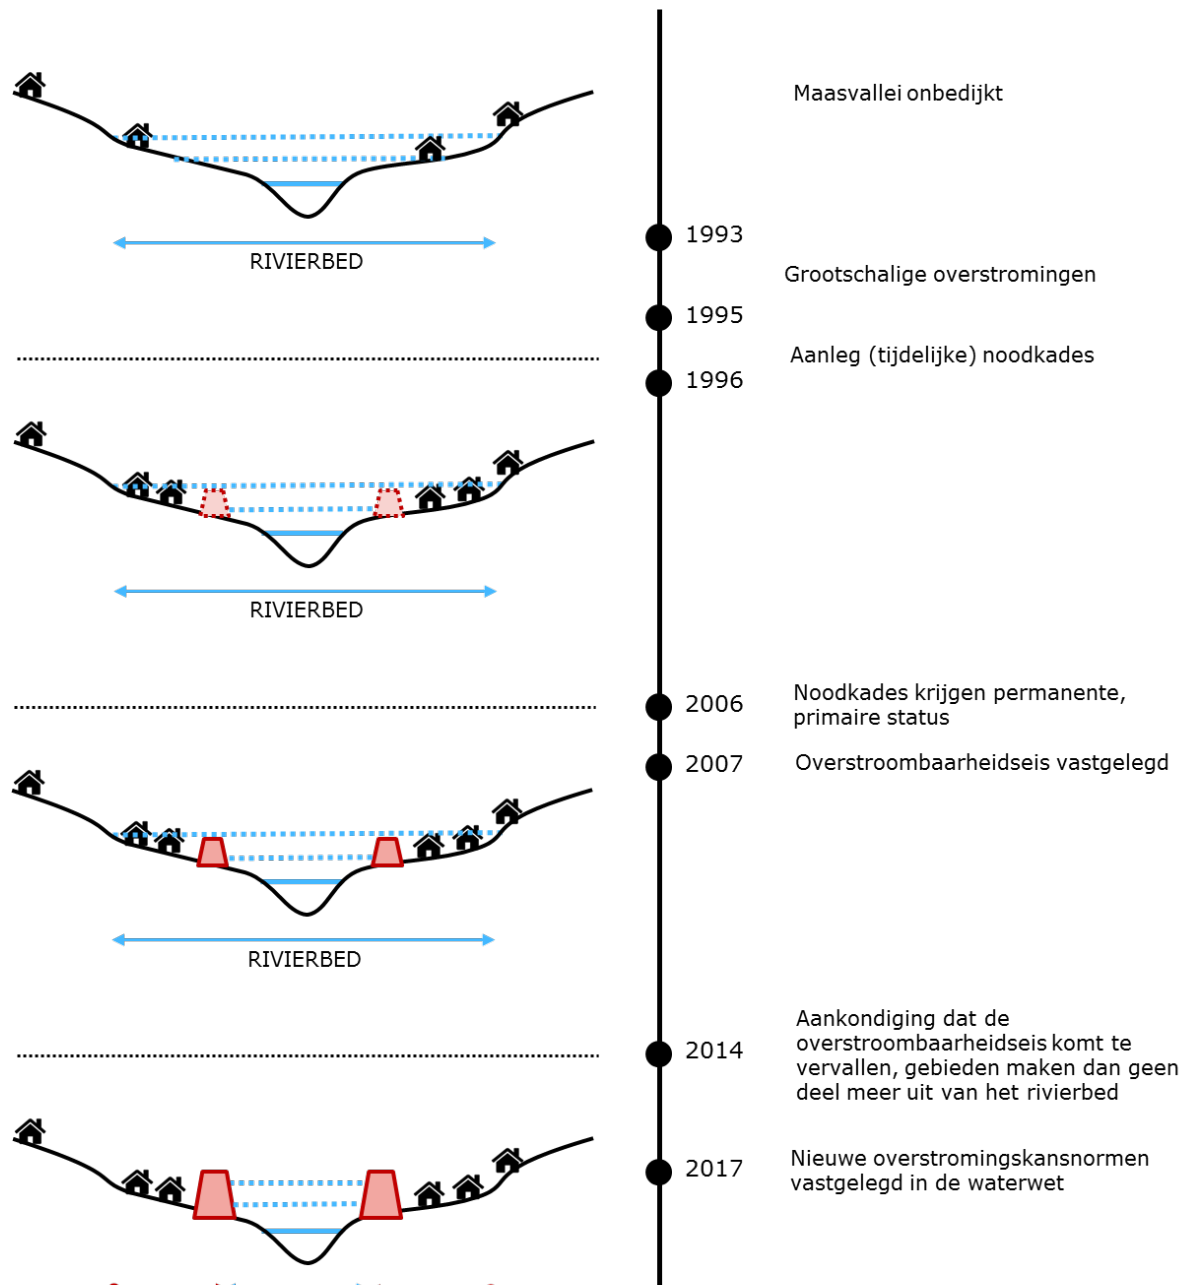 Maasvallei onbedijkt
1993
RIVIERBED
Grootschalige overstromingen
1995
Aanleg (tijdelijke) noodkades
1996
RIVIERBED
2006
Noodkades krijgen permanente,
primaire status
2007
Overstroombaarheidseis vastgelegd
RIVIERBED
Aankondiging dat de
overstroombaarheidseis komt te
vervallen, gebieden maken dan geen
deel meer uit van het rivierbed
2014
2017
Nieuwe overstromingskansnormen
vastgelegd in de waterwet